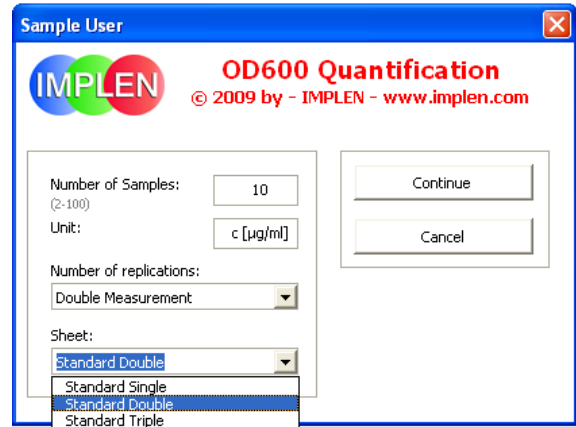 Sample User
IMPLEN
OD600 Quantification
© 2009 by - IMPLEN - www.implen.com
Number of Samples:
10
(2-100)
Unit:
c [µg/ml]
Number of replications:
Double Measurement
Sheet:
Standard Double
Standard Single
Standard Double
Standard Triple
Continue
Cancel